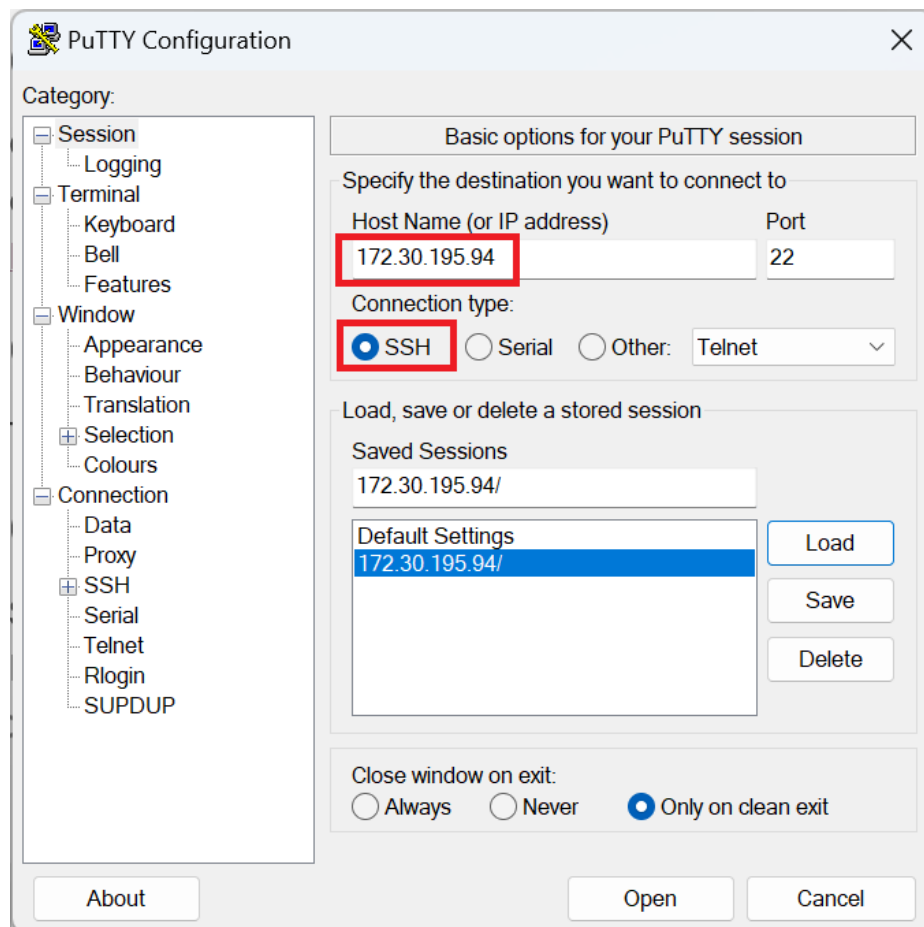 PuTTY Configuration
Category:
Session
Logging
Terminal
Keyboard
Bell
Features
Window
Appearance
Behaviour
Translation
Selection
Colours
Connection
Data
Proxy
SSH
Serial
Telnet
Rlogin
SUPDUP
Basic options for your PuTTY session
Specify the destination you want to connect to
Host Name (or IP address) Port
172.30.195.94 22
Connection type:
SSH Serial Other: Telnet
Load, save or delete a stored session
Saved Sessions
172.30.195.94/
Default Settings
172.30.195.94/
Load
Save
Delete
Close window on exit:
Always Never Only on clean exit
About Open Cancel